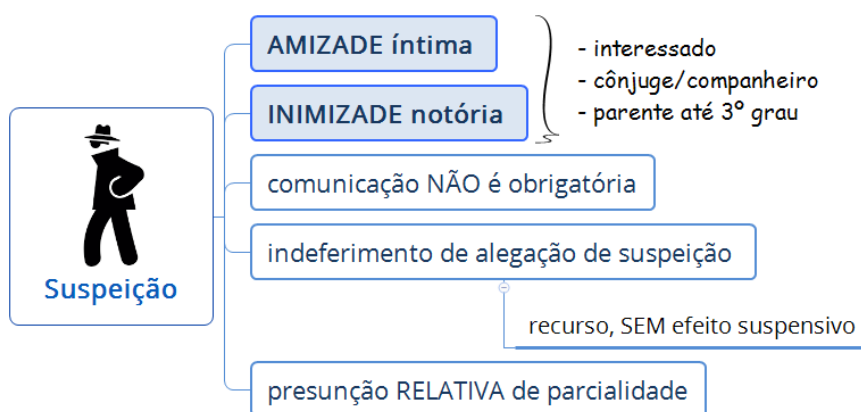 Suspeição
AMIZADE íntima
INIMIZADE notória
- interessado
- cônjuge/companheiro
- parente até 3º grau
comunicação NÃO é obrigatória
indeferimento de alegação de suspeição
recurso, SEM efeito suspensivo
presunção RELATIVA de parcialidade